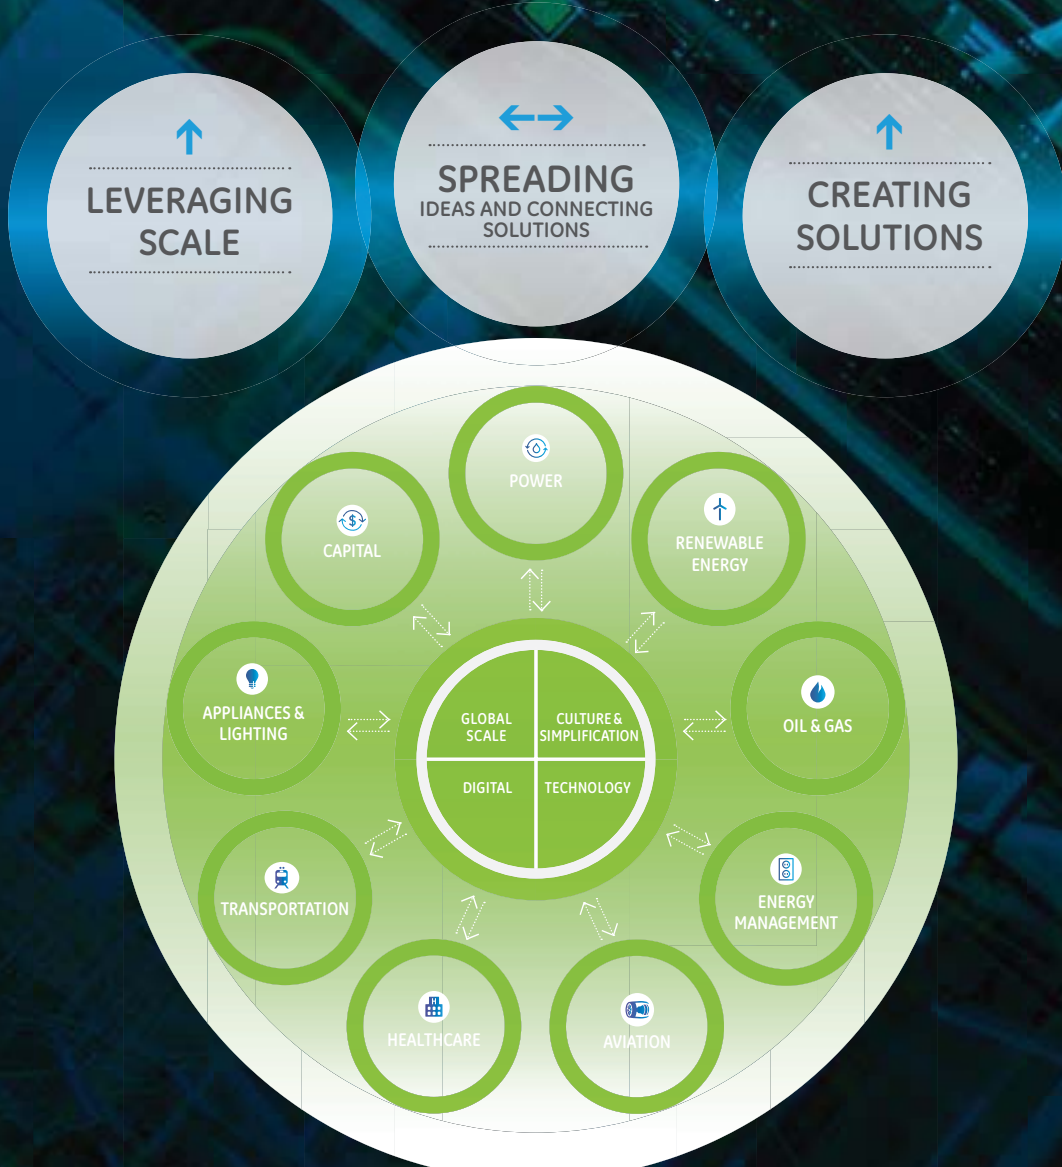 LEVERAGING
SCALE
SPREADING
IDEAS AND CONNECTING
SOLUTIONS
CREATING
SOLUTIONS
POWER
CAPITAL
RENEWABLE
ENERGY
APPLIANCES &
LIGHTING
OIL & GAS
GLOBAL
SCALE
CULTURE &
SIMPLIFICATION
DIGITAL
TECHNOLOGY
TRANSPORTATION
ENERGY
MANAGEMENT
HEALTHCARE
AVIATION